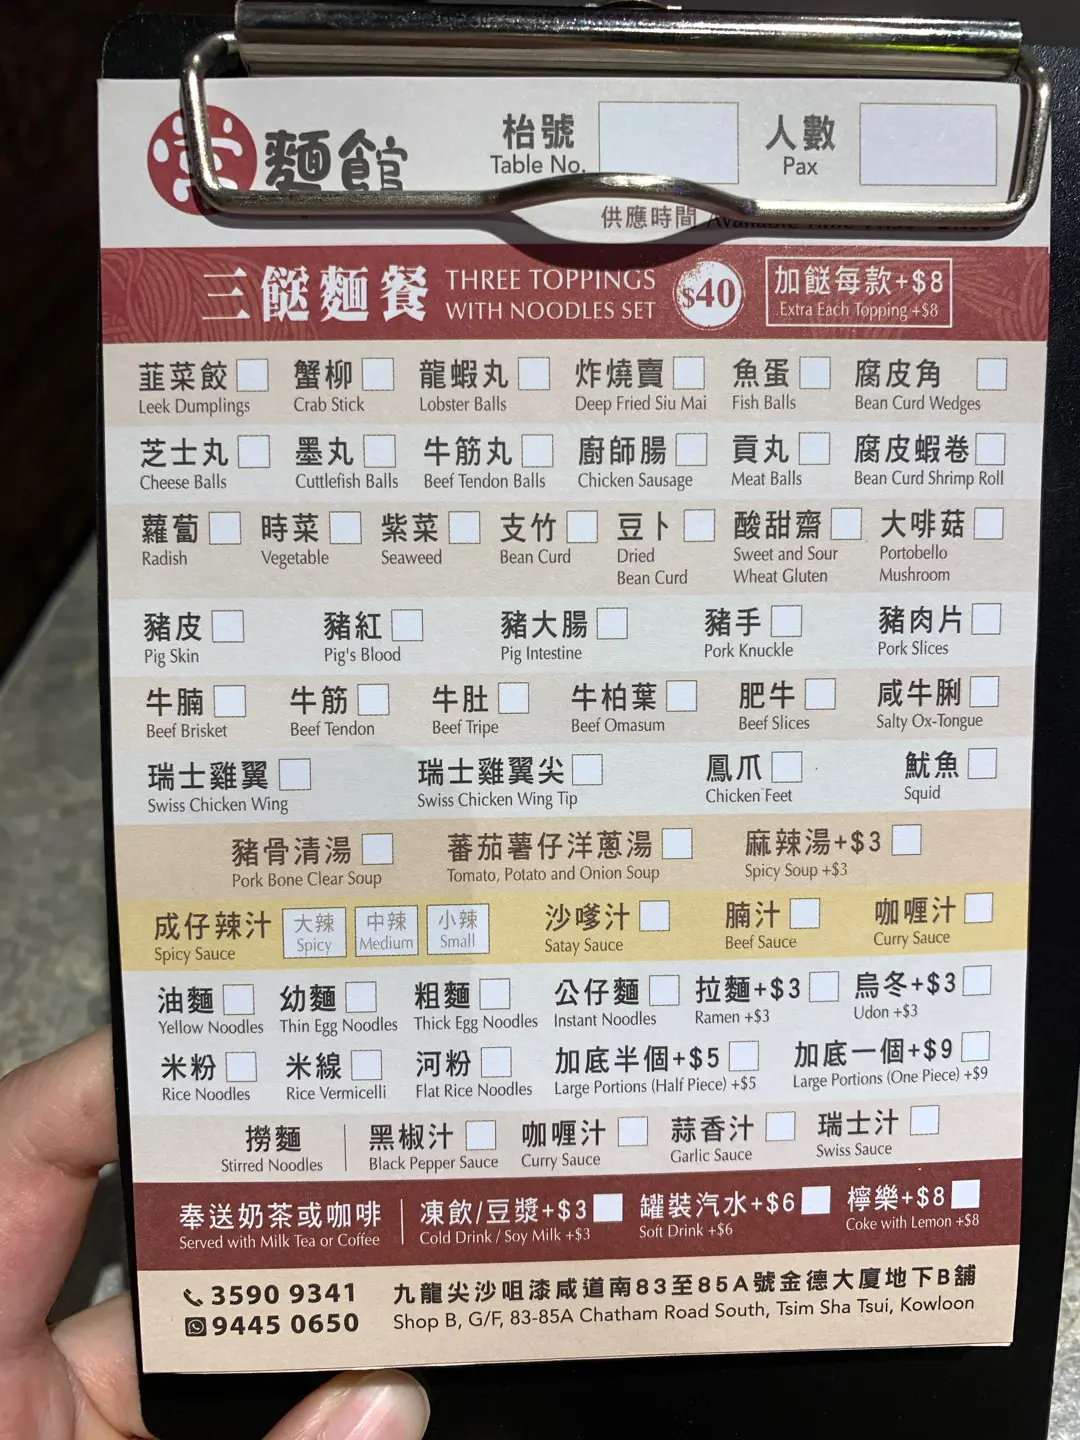 麵館
枱號
人數
Table No.
Pax
供應時間 Available Time
三餸麵餐 THREE TOPPINGS WITH NOODLES SET $40 加餸每款+$8
Extra Each Topping +$8
韮菜餃 蟹柳 龍蝦丸 炸燒賣 魚蛋 腐皮角
Leek Dumplings Crab Stick Lobster Balls Deep Fried Siu Mai Fish Balls Bean Curd Wedges
芝士丸 墨丸 牛筋丸 廚師腸 貢丸 腐皮蝦卷
Cheese Balls Cuttlefish Balls Beef Tendon Balls Chicken Sausage Meat Balls Bean Curd Shrimp Roll
蘿蔔 時菜 紫菜 支竹 豆卜 酸甜齋 大啡菇
Radish Vegetable Seaweed Bean Curd Dried Bean Curd Sweet and Sour Wheat Gluten Portobello Mushroom
豬皮 豬紅 豬大腸 豬手 豬肉片
Pig Skin Pig's Blood Pig Intestine Pork Knuckle Pork Slices
牛腩 牛筋 牛肚 牛柏葉 肥牛 咸牛脷
Beef Brisket Beef Tendon Beef Tripe Beef Omasum Beef Slices Salty Ox-Tongue
瑞士雞翼 瑞士雞翼尖 鳳爪 魷魚
Swiss Chicken Wing Swiss Chicken Wing Tip Chicken Feet Squid
豬骨清湯 蕃茄薯仔洋蔥湯 麻辣湯+$3
Pork Bone Clear Soup Tomato, Potato and Onion Soup Spicy Soup +$3
成仔辣汁 大辣 中辣 小辣 沙嗲汁 腩汁 咖喱汁
Spicy Sauce Spicy Medium Small Satay Sauce Beef Sauce Curry Sauce
油麵 幼麵 粗麵 公仔麵 拉麵+$3 烏冬+$3
Yellow Noodles Thin Egg Noodles Thick Egg Noodles Instant Noodles Ramen +$3 Udon +$3
米粉 米線 河粉 加底半個+$5 加底一個+$9
Rice Noodles Rice Vermicelli Flat Rice Noodles Large Portions (Half Piece) +$5 Large Portions (One Piece) +$9
撈麵 黑椒汁 咖喱汁 蒜香汁 瑞士汁
Stirred Noodles Black Pepper Sauce Curry Sauce Garlic Sauce Swiss Sauce
奉送奶茶或咖啡 凍飲/豆漿+$3 罐裝汽水+$6 檸樂+$8
Served with Milk Tea or Coffee Cold Drink / Soy Milk +$3 Soft Drink +$6 Coke with Lemon +$8
3590 9341 九龍尖沙咀漆咸道南83至85A號金德大廈地下B舖
9445 0650 Shop B, G/F, 83-85A Chatham Road South, Tsim Sha Tsui, Kowloon